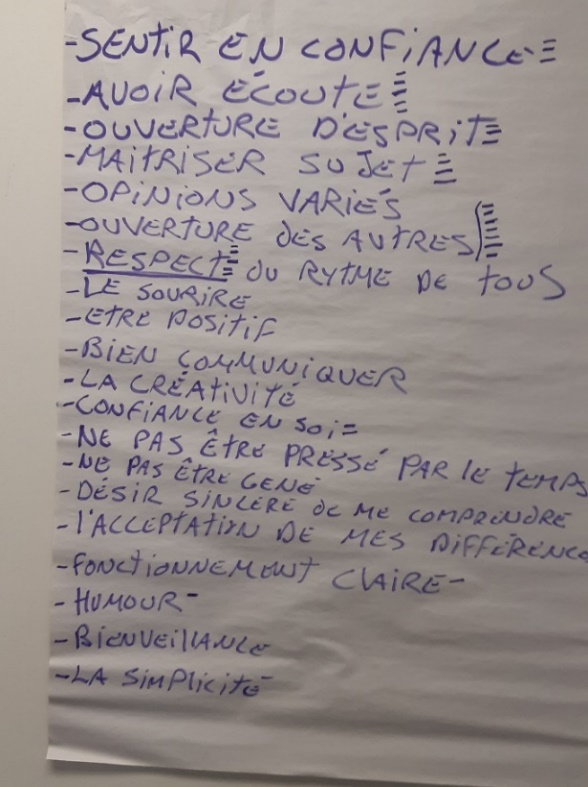 -SENTIR EN CONFIANCE
-AVOIR ÉCOUTE
-OUVERTURE D'ESPRIT
-MAITRISER SUJET
-OPINIONS VARIÉS
-OUVERTURE DES AUTRES
-RESPECT DU RYTME DE TOUS
-LE SOURIRE
-ETRE POSITIF
-BIEN COMMUNIQUER
-LA CRÉATIVITÉ
-CONFIANCE EN SOI
-NE PAS ÊTRE PRESSÉ PAR LE TEMPS
-NE PAS ÊTRE GENÉ
-DÉSIR SINCÈRE DE ME COMPRENDRE
-L'ACCEPTATION DE MES DIFFÉRENCE
-FONCTIONNEMENT CLAIRE
-HUMOUR
-BIENVEILLANCE
-LA SIMPLICITÉ